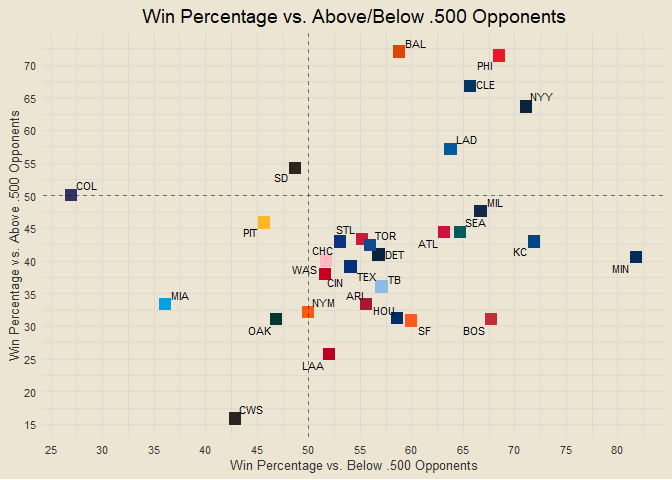 Win Percentage vs. Above/Below .500 Opponents
Win Percentage vs. Above .500 Opponents
70
65
60
55
50
45
40
35
30
25
20
15
BAL
PHI
CLE
NYY
LAD
SD
COL
MIL
PIT
STL
TOR
ATL
SEA
KC
CHC
DET
MIN
WAS
CIN
TEX
TB
MIA
NYM
ARI
HOU
OAK
SF
BOS
LAA
CWS
25
30
35
40
45
50
55
60
65
70
75
80
Win Percentage vs. Below .500 Opponents